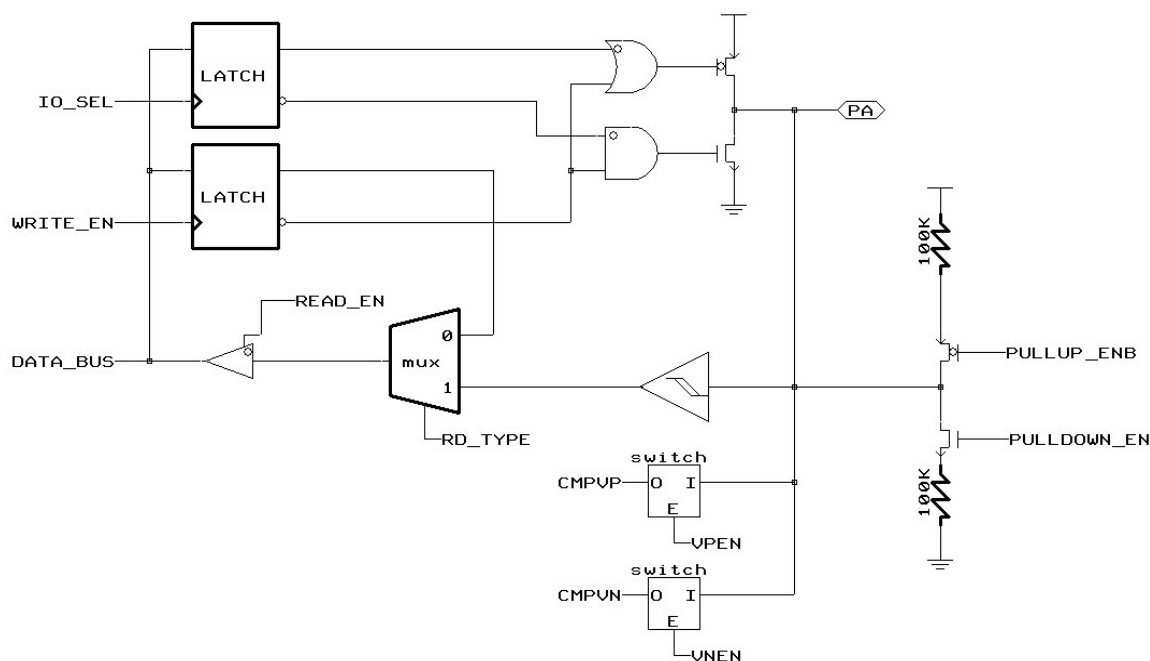 LATCH
IO_SEL
PA
LATCH
WRITE_EN
100K
READ_EN
0
DATA_BUS
mux
PULLUP_ENB
1
RD_TYPE
PULLDOWN_EN
switch
CMPVP
O I
E
100K
VPEN
switch
CMPVN
O I
E
VNEN